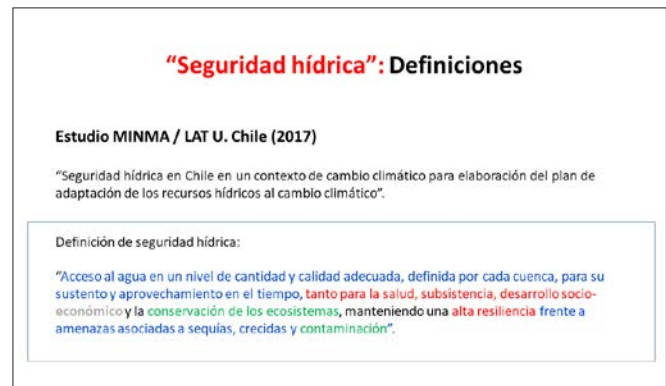 “Seguridad hídrica”: Definiciones
Estudio MINMA / LAT U. Chile (2017)
“Seguridad hídrica en Chile en un contexto de cambio climático para elaboración del plan de
adaptación de los recursos hídricos al cambio climático”.
Definición de seguridad hídrica:
“Acceso al agua en un nivel de cantidad y calidad adecuada, definida por cada cuenca, para su
sustento y aprovechamiento en el tiempo, tanto para la salud, subsistencia, desarrollo socio-
económico y la conservación de los ecosistemas, manteniendo una alta resiliencia frente a
amenazas asociadas a sequías, crecidas y contaminación”.